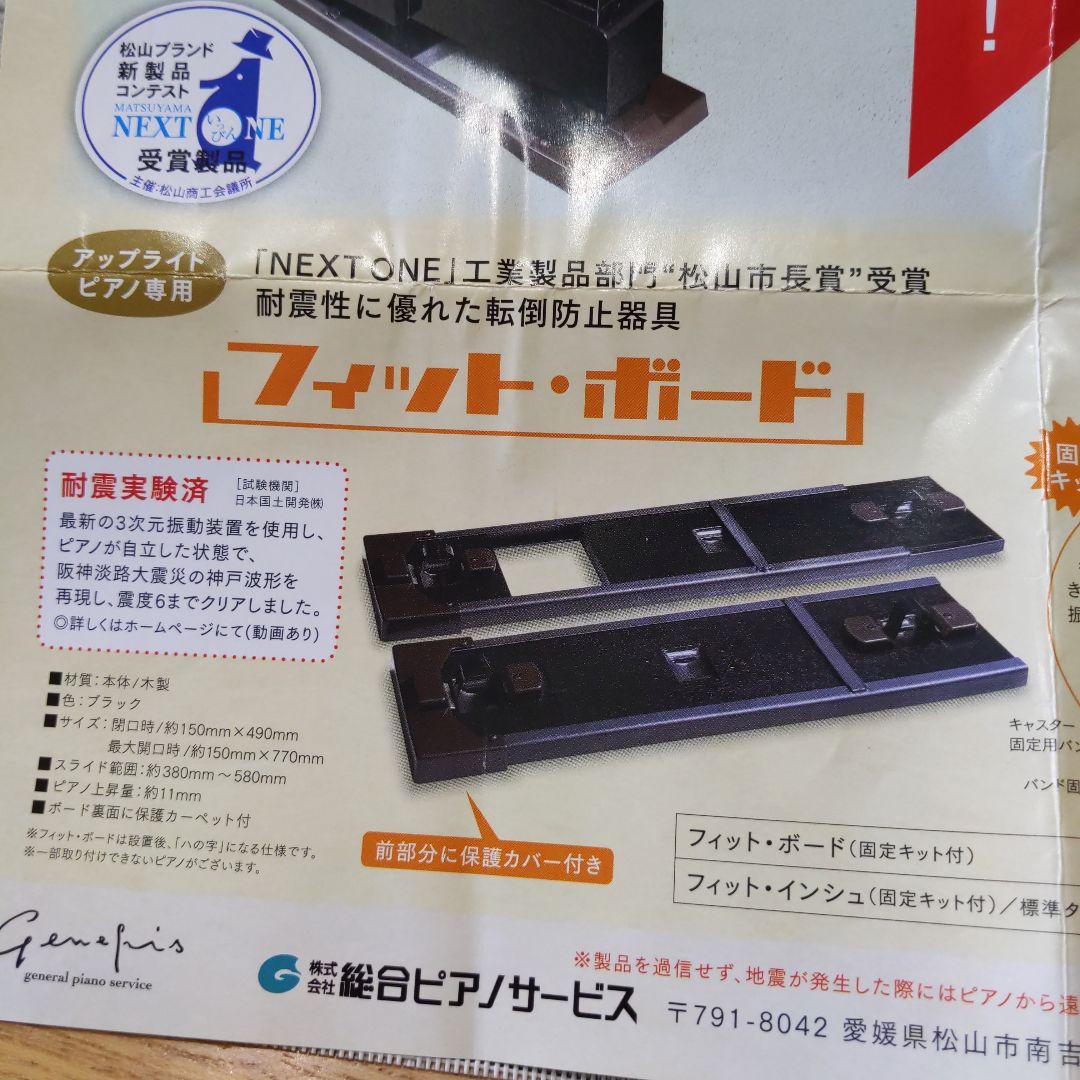 !
松山ブランド
新製品
コンテスト
MATSUYAMA
NEXT いっぴん ONE
受賞製品
主催:松山商工会議所
アップライト
ピアノ専用
「NEXT ONE」工業製品部門“松山市長賞”受賞
耐震性に優れた転倒防止器具
フィット・ボード
耐震実験済
[試験機関]
日本国土開発㈱
最新の3次元振動装置を使用し、
ピアノが自立した状態で、
阪神淡路大震災の神戸波形を
再現し、震度6までクリアしました。
◎詳しくはホームページにて(動画あり)
■材質:本体/木製
■色:ブラック
■サイズ:閉口時/約150mm×490mm
最大開口時/約150mm×770mm
■スライド範囲:約380mm〜580mm
■ピアノ上昇量:約11mm
■ボード裏面に保護カーペット付
※フィット・ボードは設置後、「ハの字」になる仕様です。
※一部取り付けできないピアノがございます。
前部分に保護カバー付き
固
キッ
き
振
キャスター
固定用バン
バンド固
フィット・ボード(固定キット付)
フィット・インシュ(固定キット付)/標準タ
Genepis
general piano service
株式会社 総合ピアノサービス
※製品を過信せず、地震が発生した際にはピアノから遠
〒791-8042 愛媛県松山市南吉